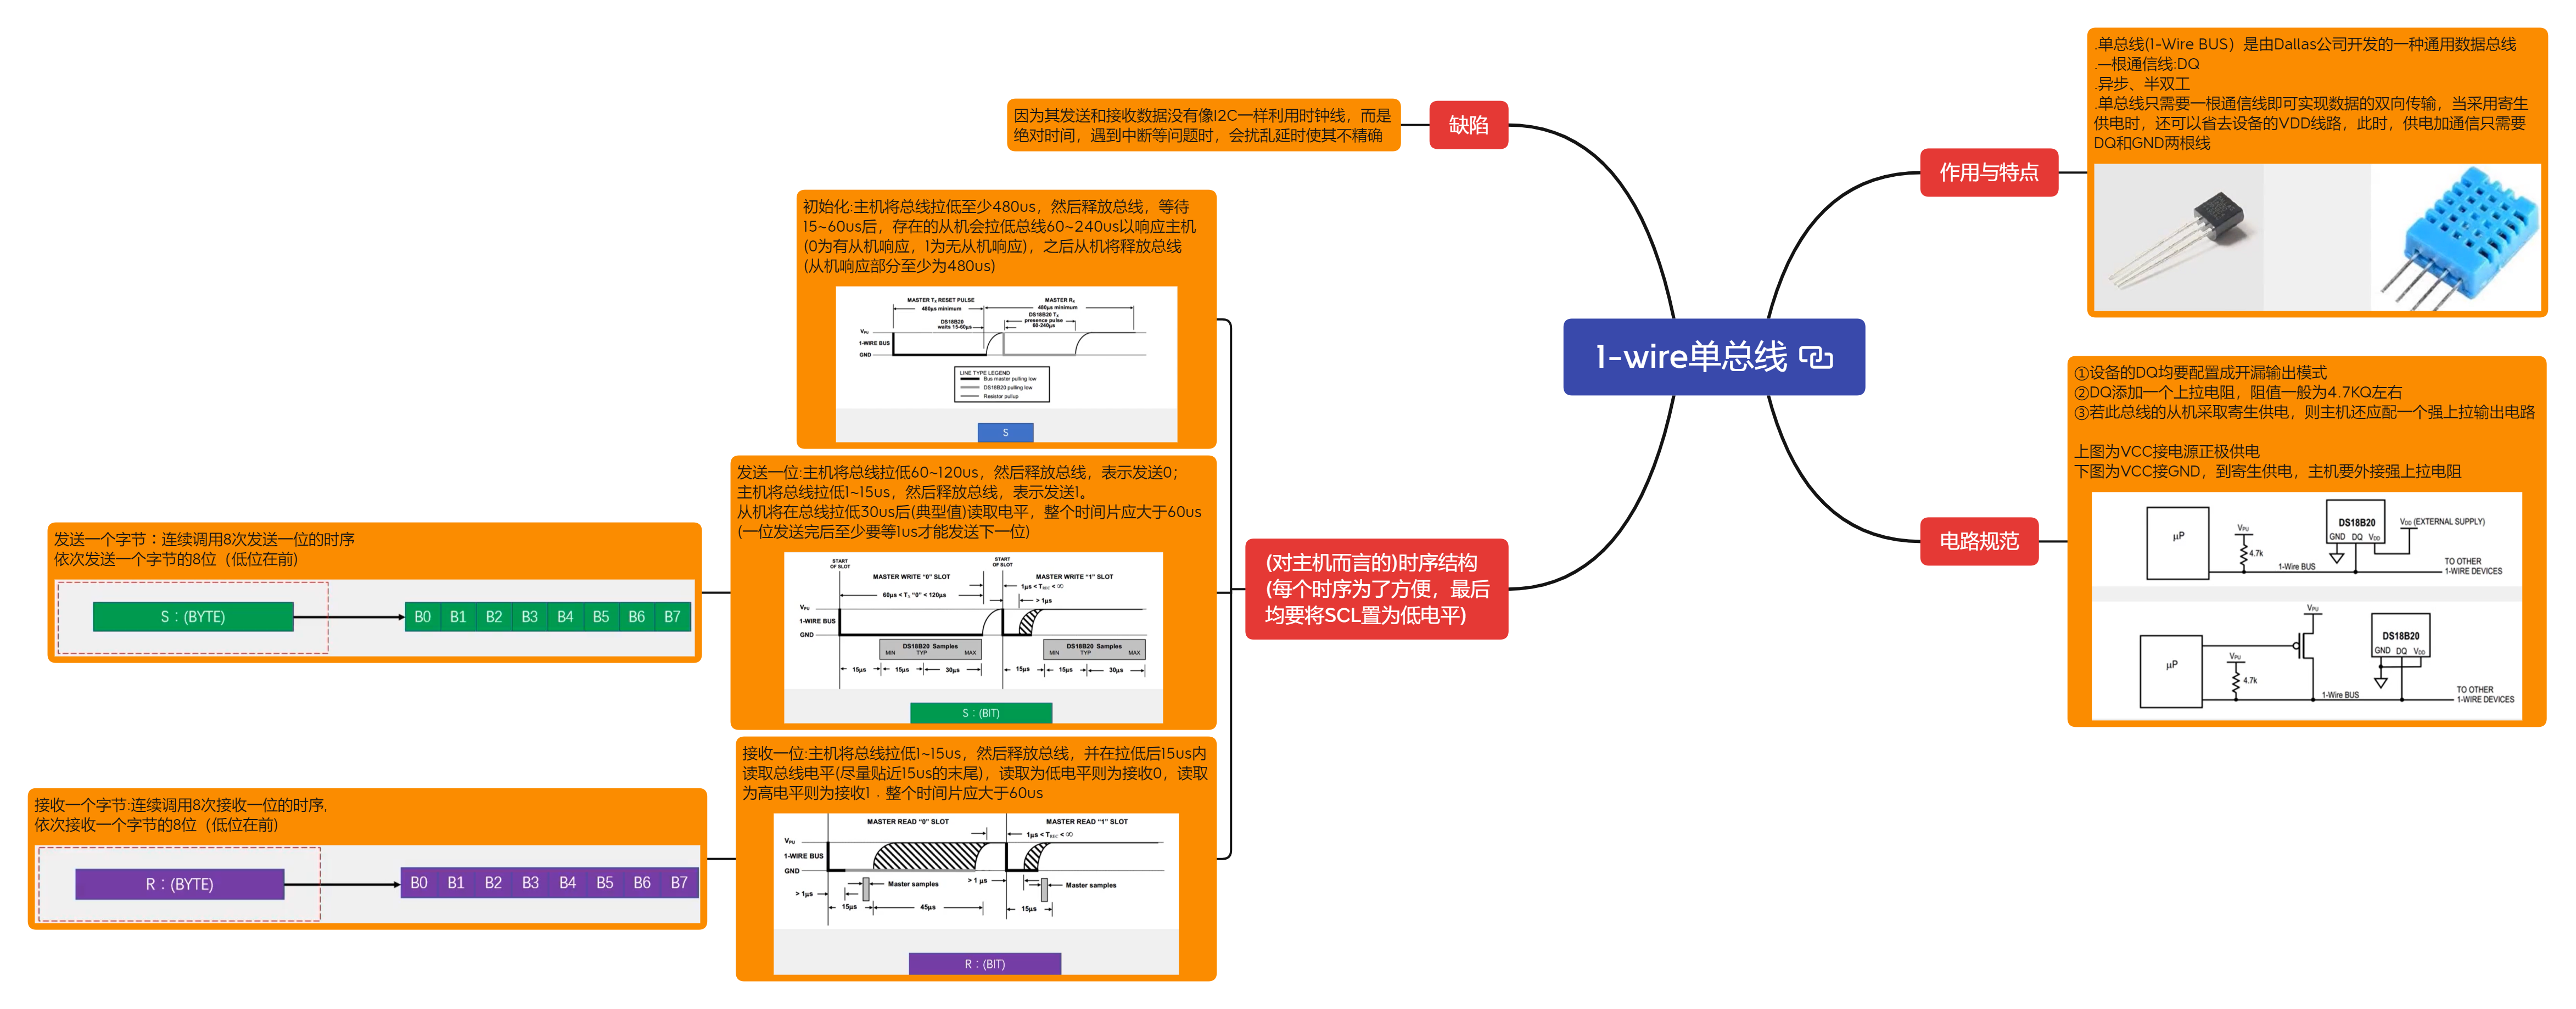 1-wire单总线
作用与特点
.单总线(1-Wire BUS）是由Dallas公司开发的一种通用数据总线
.一根通信线:DQ
.异步、半双工
.单总线只需要一根通信线即可实现数据的双向传输，当采用寄生
供电时，还可以省去设备的VDD线路，此时，供电加通信只需要
DQ和GND两根线
电路规范
①设备的DQ均要配置成开漏输出模式
②DQ添加一个上拉电阻，阻值一般为4.7KQ左右
③若此总线的从机采取寄生供电，则主机还应配一个强上拉输出电路
上图为VCC接电源正极供电
下图为VCC接GND，到寄生供电，主机要外接强上拉电阻
µP
VPU
4.7k
1-Wire BUS
DS18B20
GND DQ VDD
VDD (EXTERNAL SUPPLY)
TO OTHER
1-WIRE DEVICES
µP
VPU
4.7k
VPU
1-Wire BUS
DS18B20
GND DQ VDD
TO OTHER
1-WIRE DEVICES
缺陷
因为其发送和接收数据没有像I2C一样利用时钟线，而是
绝对时间，遇到中断等问题时，会扰乱延时使其不精确
(对主机而言的)时序结构
(每个时序为了方便，最后
均要将SCL置为低电平)
初始化:主机将总线拉低至少480us，然后释放总线，等待
15~60us后，存在的从机会拉低总线60~240us以响应主机
(0为有从机响应，1为无从机响应)，之后从机将释放总线
(从机响应部分至少为480us)
MASTER TX RESET PULSE
480µs minimum
MASTER RX
480µs minimum
DS18B20
waits 15-60µs
DS18B20 TX
presence pulse
60-240µs
VPU
1-WIRE BUS
GND
LINE TYPE LEGEND
Bus master pulling low
DS18B20 pulling low
Resistor pullup
S
发送一位:主机将总线拉低60~120us，然后释放总线，表示发送0；
主机将总线拉低1~15us，然后释放总线，表示发送1。
从机将在总线拉低30us后(典型值)读取电平，整个时间片应大于60us
(一位发送完后至少要等1us才能发送下一位)
START
OF SLOT
START
OF SLOT
MASTER WRITE “0” SLOT
MASTER WRITE “1” SLOT
60µs < TX “0” < 120µs
1µs < TREC < ∞
> 1µs
VPU
1-WIRE BUS
GND
DS18B20 Samples
MIN TYP MAX
DS18B20 Samples
MIN TYP MAX
15µs 15µs 30µs
15µs 15µs 30µs
S：(BIT)
发送一个字节：连续调用8次发送一位的时序
依次发送一个字节的8位（低位在前）
S：(BYTE)
B0 B1 B2 B3 B4 B5 B6 B7
接收一位:主机将总线拉低1~15us，然后释放总线，并在拉低后15us内
读取总线电平(尽量贴近15us的末尾)，读取为低电平则为接收0，读取
为高电平则为接收1﹒整个时间片应大于60us
MASTER READ “0” SLOT
MASTER READ “1” SLOT
1µs < TREC < ∞
VPU
1-WIRE BUS
GND
> 1µs
Master samples
> 1 µs
Master samples
15µs 45µs
15µs
R：(BIT)
接收一个字节:连续调用8次接收一位的时序,
依次接收一个字节的8位（低位在前）
R：(BYTE)
B0 B1 B2 B3 B4 B5 B6 B7